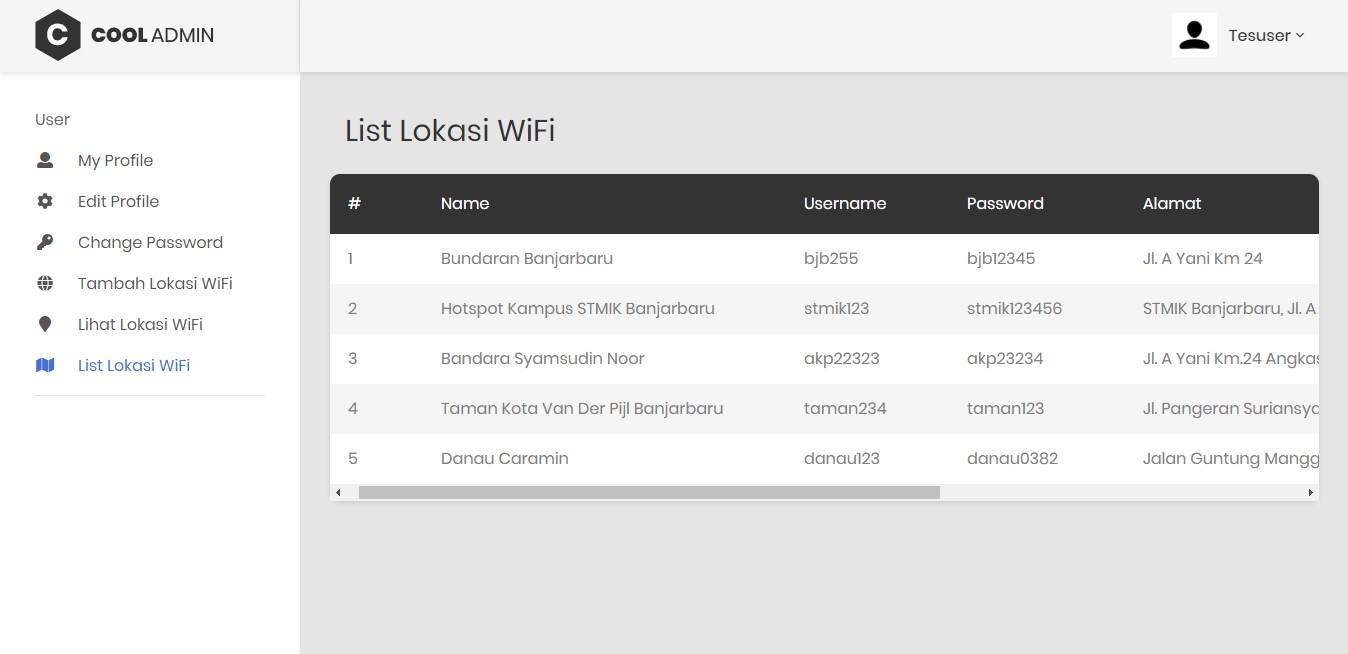 C COOL ADMIN
Tesuser
User
My Profile
Edit Profile
Change Password
Tambah Lokasi WiFi
Lihat Lokasi WiFi
List Lokasi WiFi
List Lokasi WiFi
# Name Username Password Alamat
1 Bundaran Banjarbaru bjb255 bjb12345 Jl. A Yani Km 24
2 Hotspot Kampus STMIK Banjarbaru stmik123 stmik123456 STMIK Banjarbaru, Jl. A
3 Bandara Syamsudin Noor akp22323 akp23234 Jl. A Yani Km.24
4 Taman Kota Van Der Pijl Banjarbaru taman234 taman123 Jl. Pangeran
5 Danau Caramin danau123 danau0382 Jalan Guntung